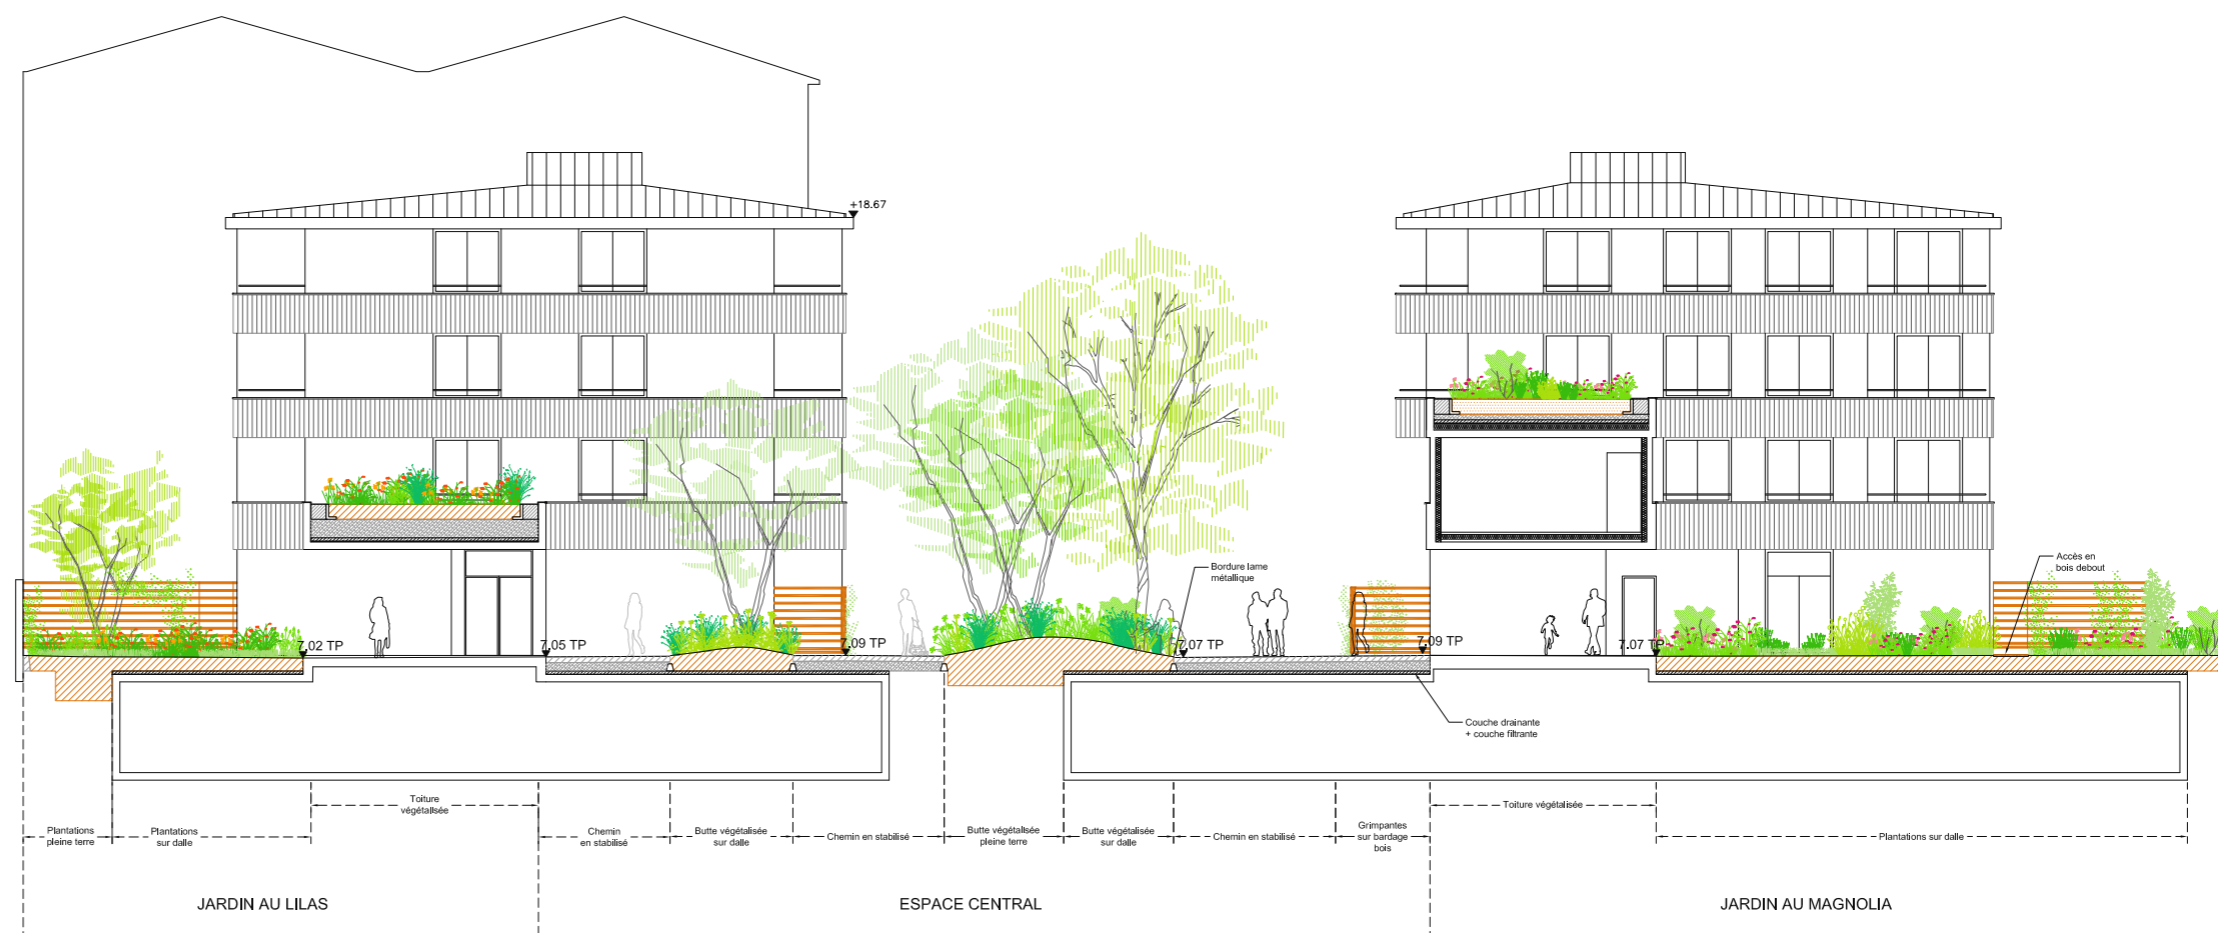 +18.67
Bordure lame
métallique
Accès en
bois debout
7.02 TP
7.05 TP
7.09 TP
7.07 TP
7.09 TP
7.07 TP
Couche drainante
+ couche filtrante
Toiture
végétalisée
Toiture végétalisée
Plantations
pleine terre
Plantations
sur dalle
Chemin
en stabilisé
Butte végétalisée
sur dalle
Chemin en stabilisé
Butte végétalisée
pleine terre
Butte végétalisée
sur dalle
Chemin en stabilisé
Grimpantes
sur bardage
bois
Plantations sur dalle
JARDIN AU LILAS
ESPACE CENTRAL
JARDIN AU MAGNOLIA